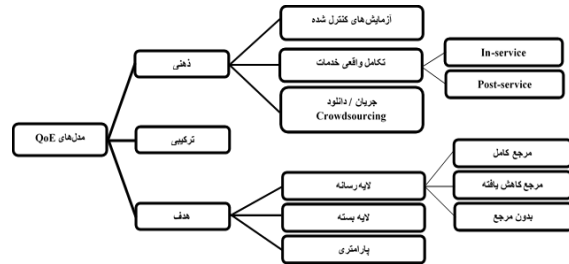 آزمایش‌های کنترل شده
ذهنی
تکامل واقعی خدمات
In-service
Post-service
جریان / دانلود
Crowdsourcing
مدل‌های QoE
ترکیبی
مرجع کامل
لایه رسانه
مرجع کاهش یافته
هدف
لایه بسته
بدون مرجع
پارامتری